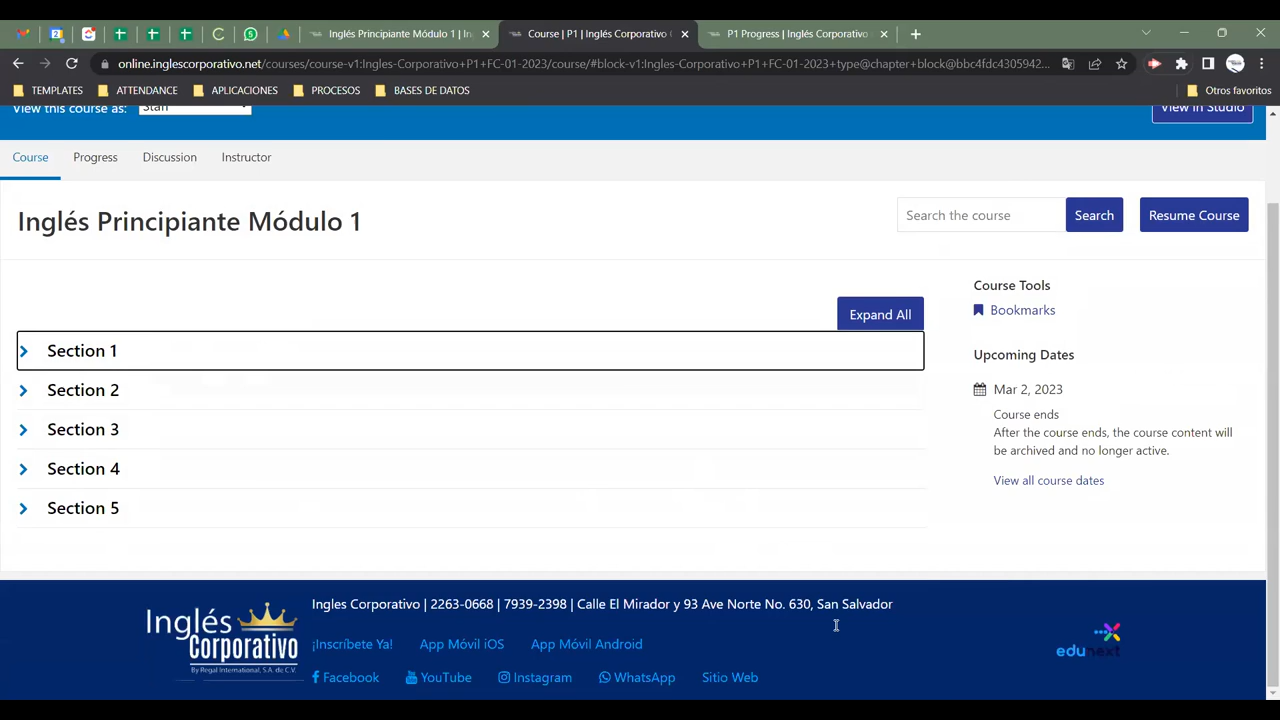 Inglés Principiante Módulo 1 | In
Course | P1 | Inglés Corporativo
P1 Progress | Inglés Corporativo
online.inglescorporativo.net/courses/course-v1:Ingles-Corporativo+P1+FC-01-2023/course/#block-v1:Ingles-Corporativo+P1+FC-01-2023+type@chapter+block@bbc4fdc4305942...
TEMPLATES
ATTENDANCE
APLICACIONES
PROCESOS
BASES DE DATOS
Otros favoritos
View this course as:
Staff
View in Studio
Course
Progress
Discussion
Instructor
Inglés Principiante Módulo 1
Search the course
Search
Resume Course
Expand All
Section 1
Section 2
Section 3
Section 4
Section 5
Course Tools
Bookmarks
Upcoming Dates
Mar 2, 2023
Course ends
After the course ends, the course content will
be archived and no longer active.
View all course dates
Inglés
Corporativo
By Regal International, S.A. de C.V.
Ingles Corporativo | 2263-0668 | 7939-2398 | Calle El Mirador y 93 Ave Norte No. 630, San Salvador
¡Inscríbete Ya!
App Móvil iOS
App Móvil Android
Facebook
YouTube
Instagram
WhatsApp
Sitio Web
edunext